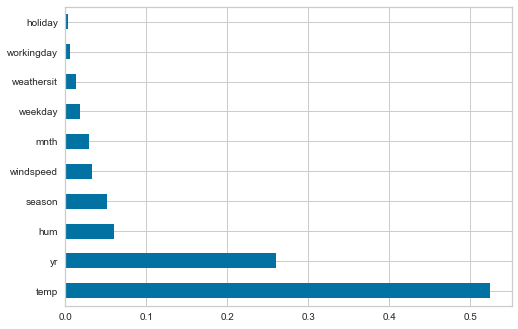 holiday
workingday
weathersit
weekday
mnth
windspeed
season
hum
yr
temp
0.0 0.1 0.2 0.3 0.4 0.5